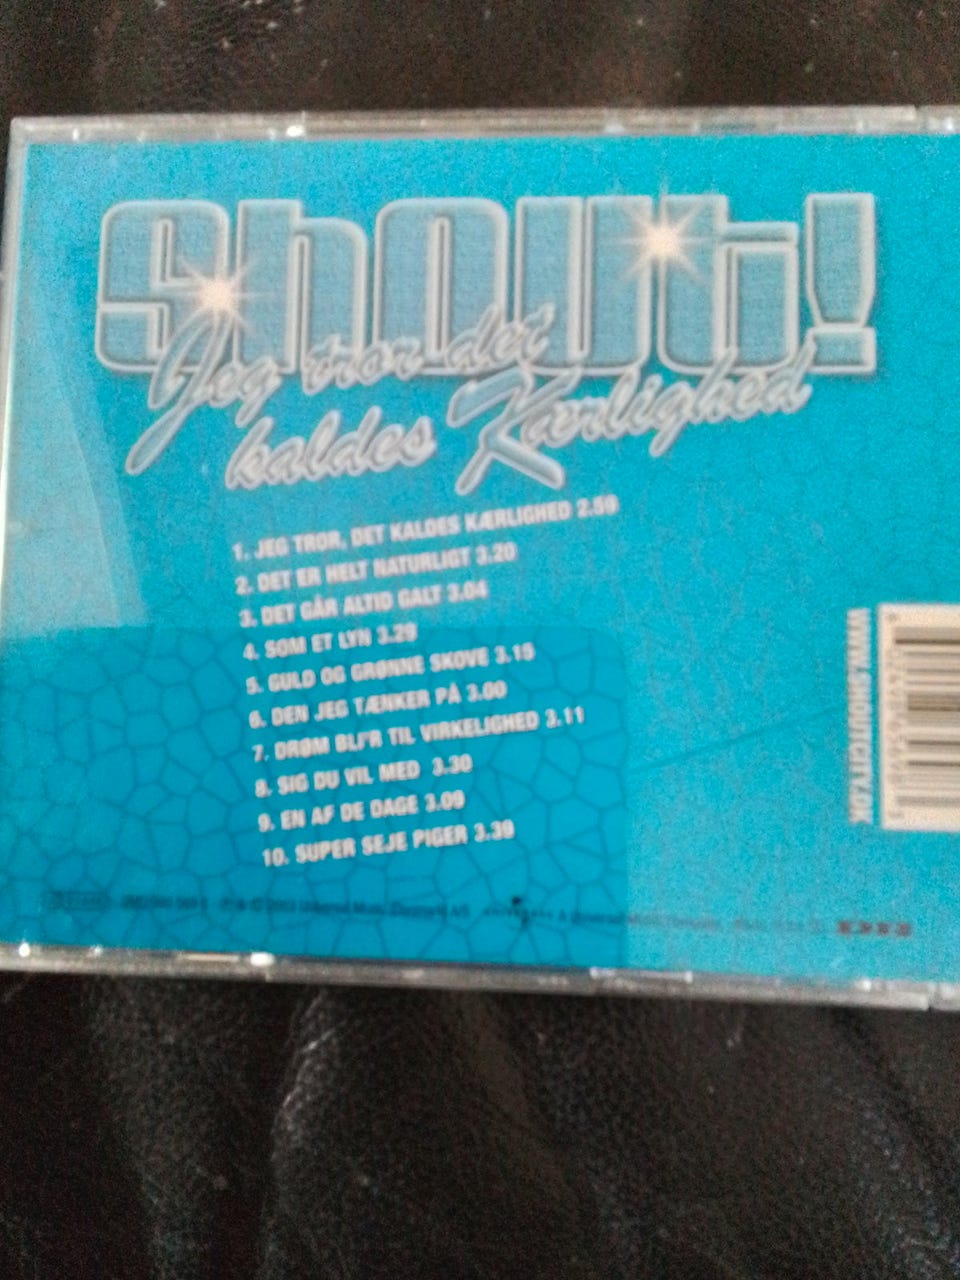 Shout!
Jeg tror det
kaldes Kærlighed
1. JEG TROR, DET KALDES KÆRLIGHED 2.59
2. DET ER HELT NATURLIGT 3.20
3. DET GÅR ALTID GALT 3.04
4. SOM ET LYN 3.29
5. GULD OG GRØNNE SKOVE 3.15
6. DEN JEG TÆNKER PÅ 3.00
7. DRØM BLI'R TIL VIRKELIGHED 3.11
8. SIG DU VIL MED 3.30
9. EN AF DE DAGE 3.09
10. SUPER SEJE PIGER 3.39
WWW.SHOUTCITY.DK